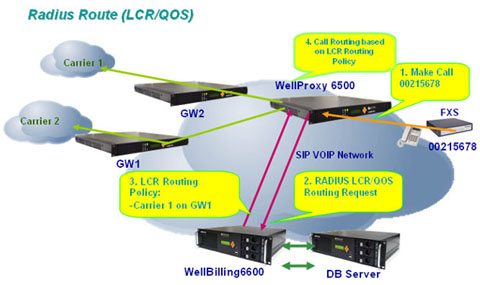 Radius Route (LCR/QOS)
4. Call Routing based
on LCR Routing
Policy
Carrier 1
WellProxy 6500
1. Make Call
00215678
GW2
FXS
Carrier 2
00215678
GW1
SIP VOIP Network
3. LCR Routing
Policy:
-Carrier 1 on GW1
2. RADIUS LCR/QOS
Routing Request
WellBilling6600
DB Server